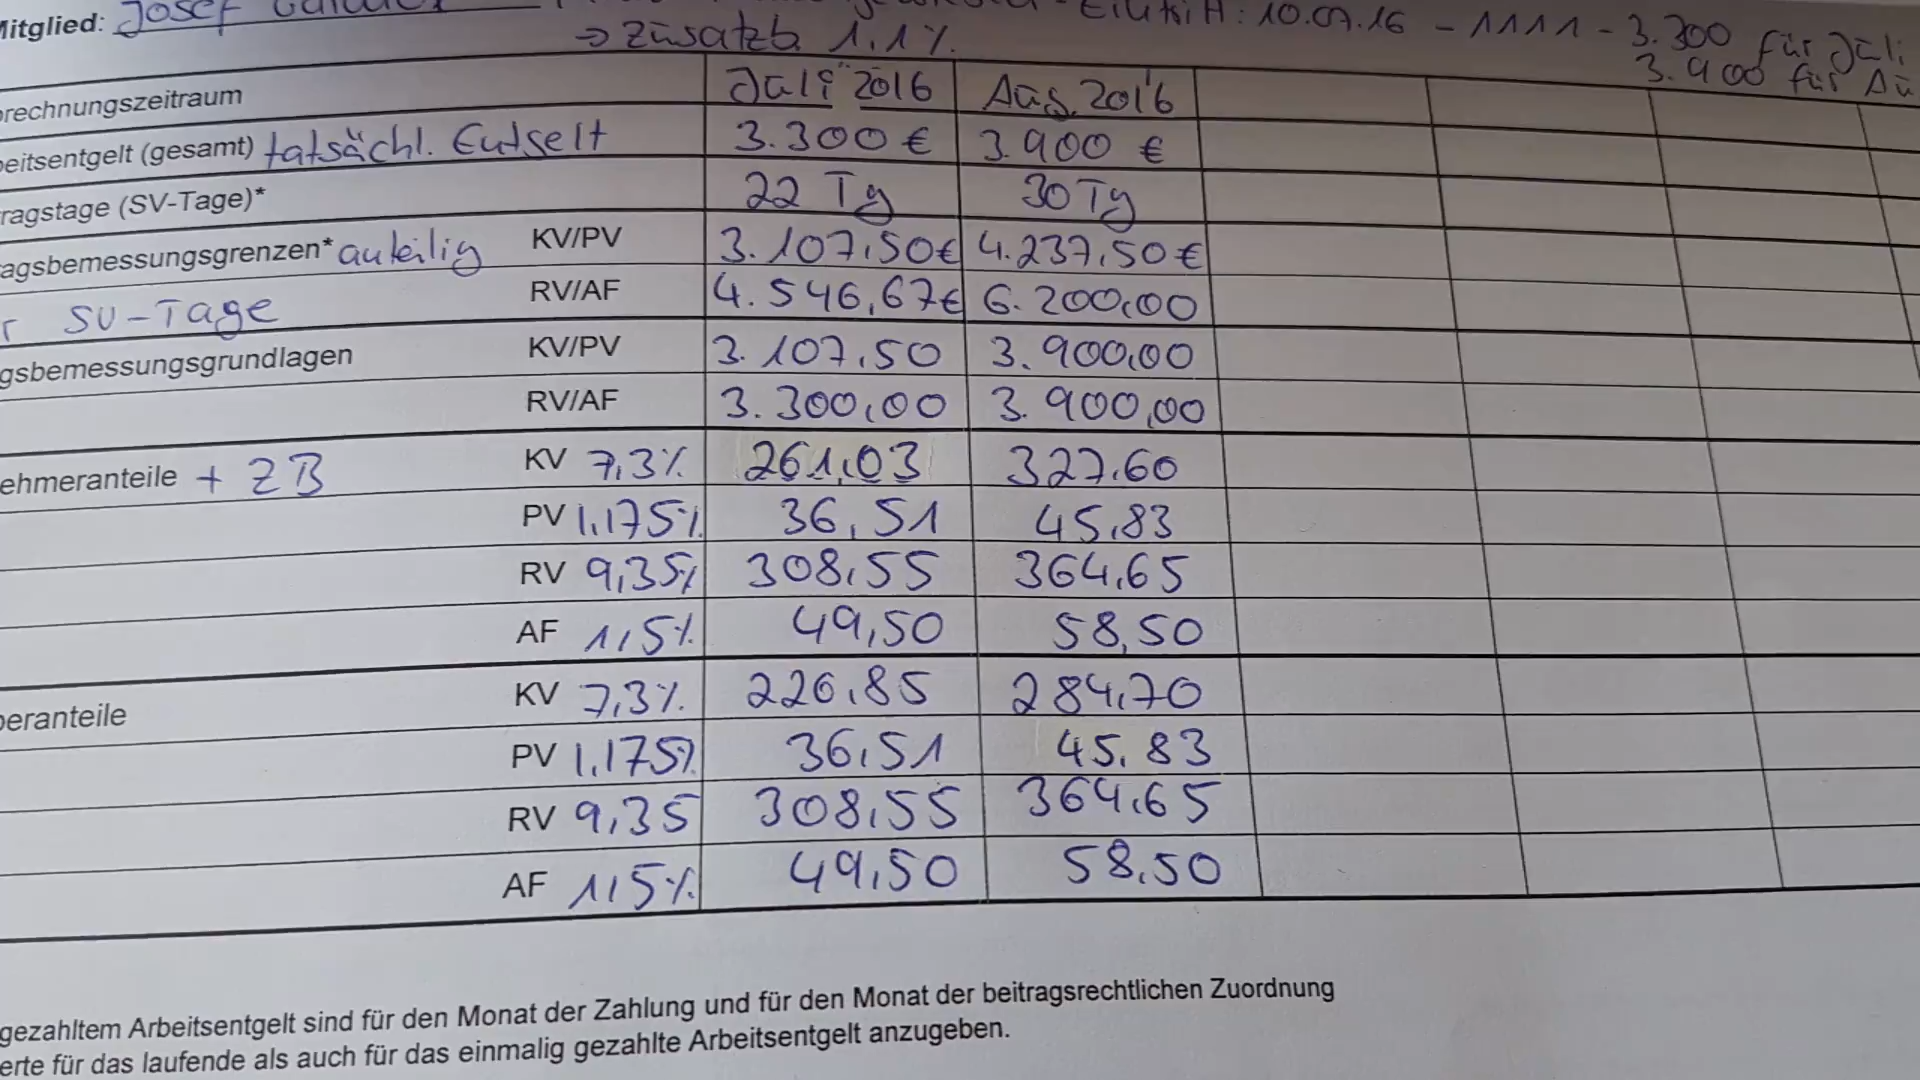 Mitglied: Josef
Eintritt: 10.07.16 - 1111 - 3.300 für Juli
→ Zusatzb. 1,1%
3.900 für Au
brechnungszeitraum Juli 2016 Aug. 2016
beitsentgelt (gesamt) tatsächl. Entgelt 3.300 € 3.900 €
ragstage (SV-Tage)* 22 Tg 30 Tg
agsbemessungsgrenzen* anteilig KV/PV 3.107,50€ 4.237,50€
r SV-Tage RV/AF 4.546,67€ 6.200,00
gsbemessungsgrundlagen KV/PV 3.107,50 3.900,00
RV/AF 3.300,00 3.900,00
ehmeranteile + ZB KV 7,3% 261,03 327,60
PV 1,175% 36,51 45,83
RV 9,35% 308,55 364,65
AF 1,5% 49,50 58,50
beranteile KV 7,3% 226,85 284,70
PV 1,175% 36,51 45,83
RV 9,35 308,55 364,65
AF 1,5% 49,50 58,50
gezahltem Arbeitsentgelt sind für den Monat der Zahlung und für den Monat der beitragsrechtlichen Zuordnung
erte für das laufende als auch für das einmalig gezahlte Arbeitsentgelt anzugeben.